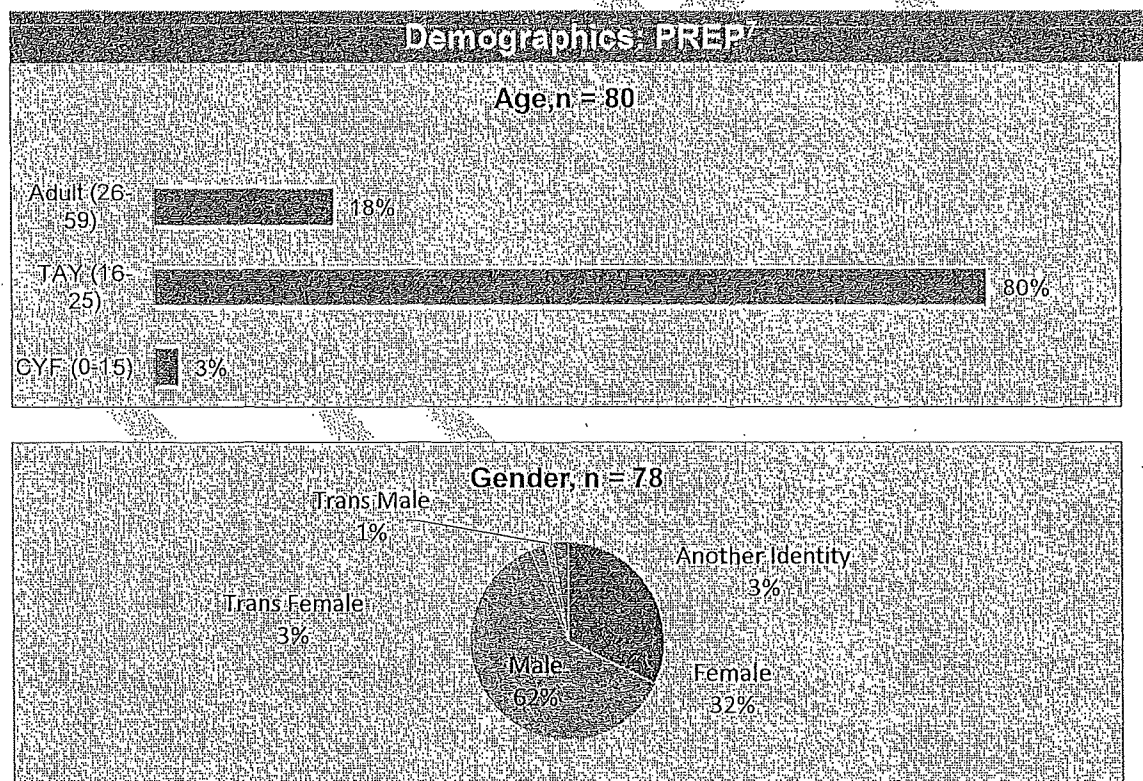 Demographics: PREP7
Age,n = 80
Adult (26-
59)
18%
TAY (16-
25)
80%
CYF (0-15)
3%
Gender, n = 78
Trans Male
1%
Another Identity
3%
Trans Female
3%
Male
62%
Female
32%